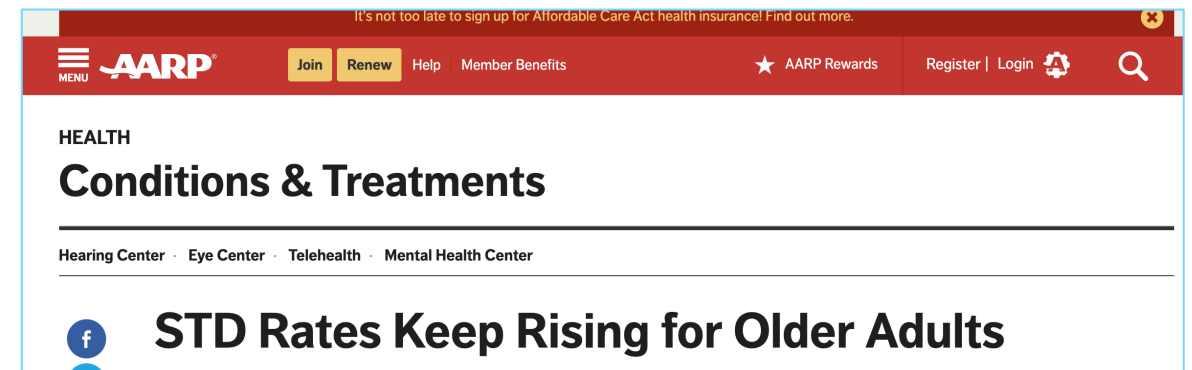 It's not too late to sign up for Affordable Care Act health insurance! Find out more.
MENU AARP® Join Renew Help Member Benefits AARP Rewards Register | Login
HEALTH
Conditions & Treatments
Hearing Center · Eye Center · Telehealth · Mental Health Center
STD Rates Keep Rising for Older Adults